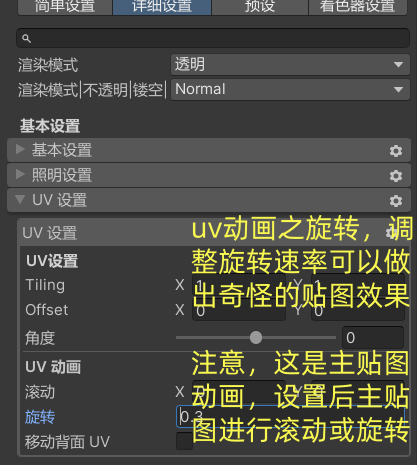 简单设置 详细设置 预设 着色器设置
渲染模式 透明
渲染模式|不透明|镂空| Normal
基本设置
基本设置
照明设置
UV 设置
UV 设置
uv动画之旋转，调
整旋转速率可以做
出奇怪的贴图效果
UV设置
Tiling X 1 Y 1
Offset X 0 Y 0
角度 0
注意，这是主贴图
动画，设置后主贴
图进行滚动或旋转
UV 动画
滚动 X
旋转 0.3
移动背面 UV